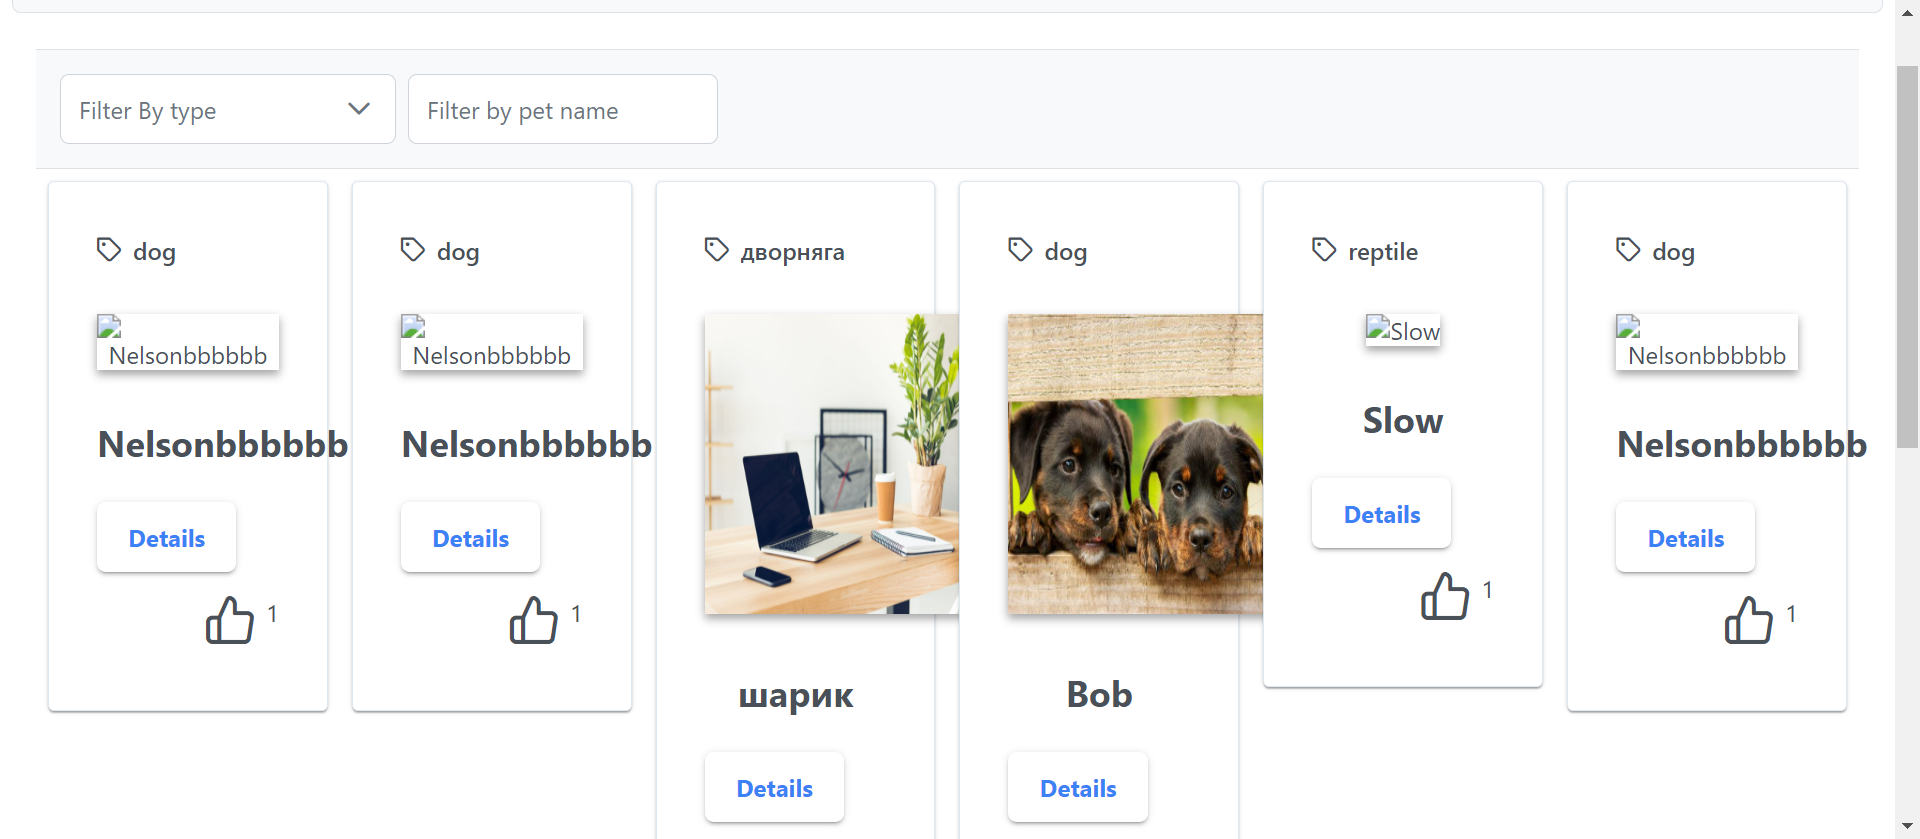 Filter By type
Filter by pet name
dog
Nelsonbbbbbb
Nelsonbbbbbb
Details
1
dog
Nelsonbbbbbb
Nelsonbbbbbb
Details
1
дворняга
шарик
Details
dog
Bob
Details
reptile
Slow
Slow
Details
1
dog
Nelsonbbbbbb
Nelsonbbbbbb
Details
1